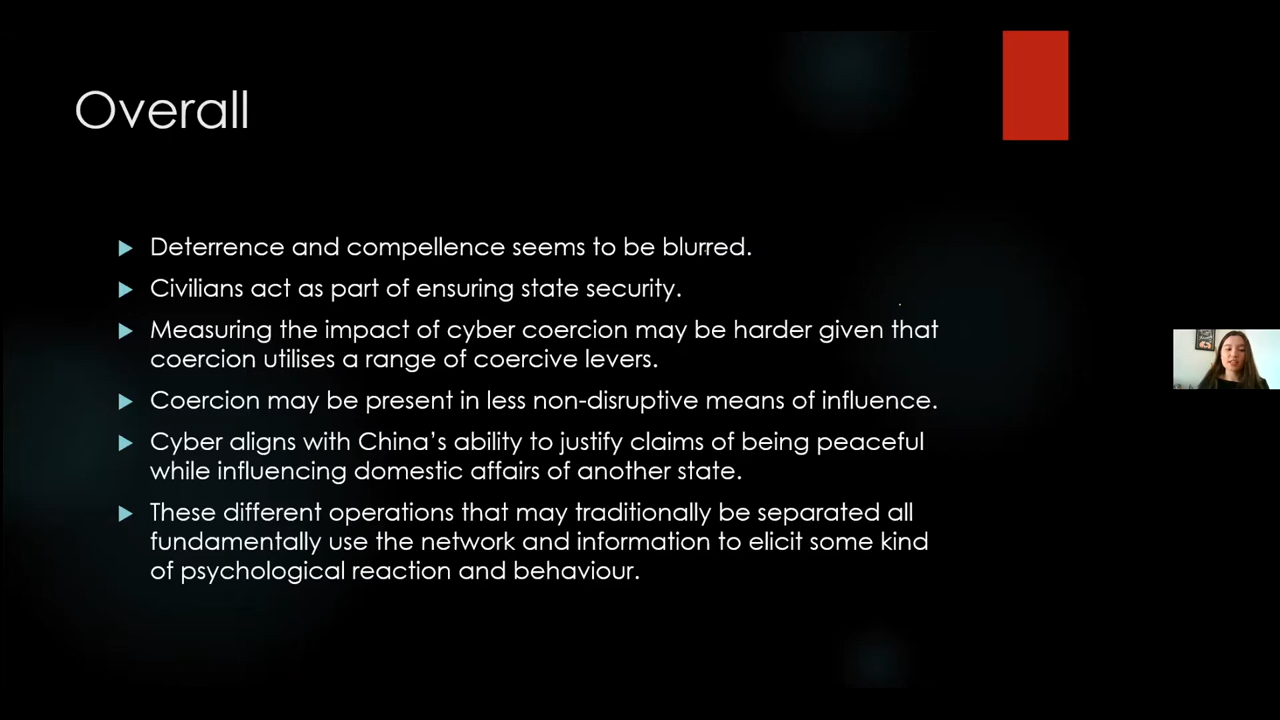 Overall
Deterrence and compellence seems to be blurred.
Civilians act as part of ensuring state security.
Measuring the impact of cyber coercion may be harder given that
coercion utilises a range of coercive levers.
Coercion may be present in less non-disruptive means of influence.
Cyber aligns with China’s ability to justify claims of being peaceful
while influencing domestic affairs of another state.
These different operations that may traditionally be separated all
fundamentally use the network and information to elicit some kind
of psychological reaction and behaviour.